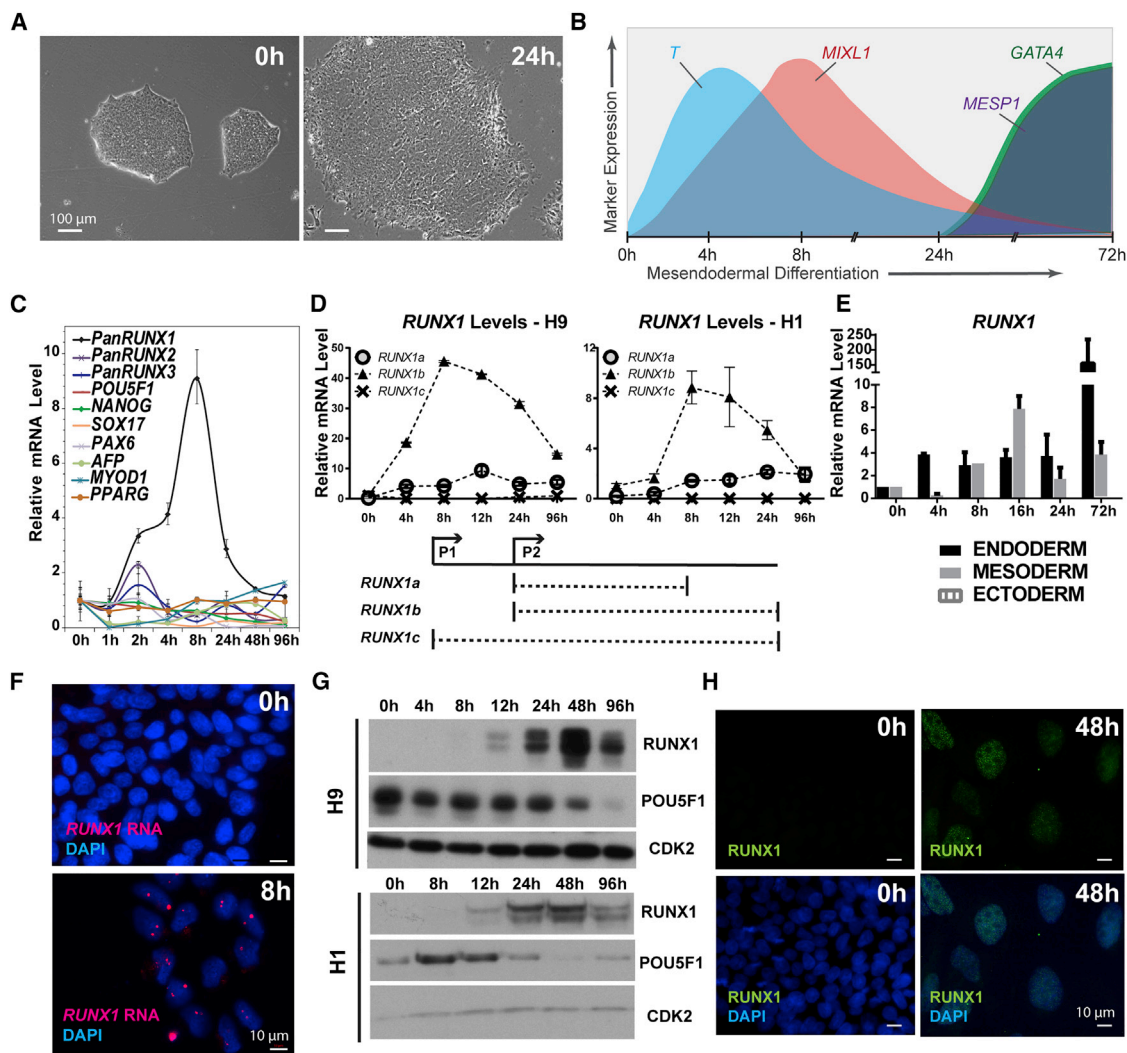 A
0h
24h
100 µm
B
Marker Expression
T
MIXL1
GATA4
MESP1
0h 4h 8h 24h 72h
Mesendodermal Differentiation
C
Relative mRNA Level
10
8
6
4
2
0
PanRUNX1
PanRUNX2
PanRUNX3
POU5F1
NANOG
SOX17
PAX6
AFP
MYOD1
PPARG
0h 1h 2h 4h 8h 24h 48h 96h
D
RUNX1 Levels - H9
Relative mRNA Level
50
40
30
20
10
0
RUNX1a
RUNX1b
RUNX1c
0h 4h 8h 12h 24h 96h
RUNX1 Levels - H1
Relative mRNA Level
12
8
4
0
RUNX1a
RUNX1b
RUNX1c
0h 4h 8h 12h 24h 96h
P1 P2
RUNX1a
RUNX1b
RUNX1c
E
RUNX1
Relative mRNA Level
250
200
150
100
10
8
6
4
2
0
0h 4h 8h 16h 24h 72h
ENDODERM
MESODERM
ECTODERM
F
0h
RUNX1 RNA
DAPI
8h
RUNX1 RNA
DAPI
10 µm
G
0h 4h 8h 12h 24h 48h 96h
H9
RUNX1
POU5F1
CDK2
0h 8h 12h 24h 48h 96h
H1
RUNX1
POU5F1
CDK2
H
0h
RUNX1
48h
RUNX1
0h
RUNX1
DAPI
48h
RUNX1
DAPI
10 µm